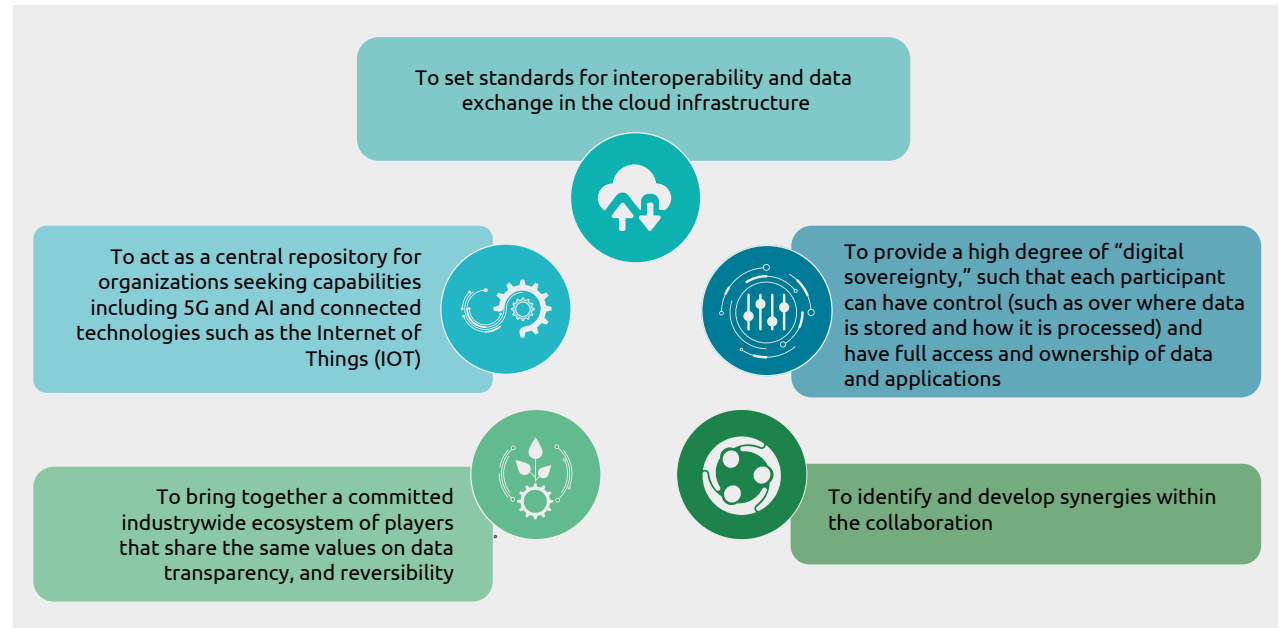 To set standards for interoperability and data
exchange in the cloud infrastructure
To act as a central repository for
organizations seeking capabilities
including 5G and AI and connected
technologies such as the Internet of
Things (IOT)
To provide a high degree of “digital
sovereignty,” such that each participant
can have control (such as over where data
is stored and how it is processed) and
have full access and ownership of data
and applications
To bring together a committed
industrywide ecosystem of players
that share the same values on data
transparency, and reversibility
To identify and develop synergies within
the collaboration